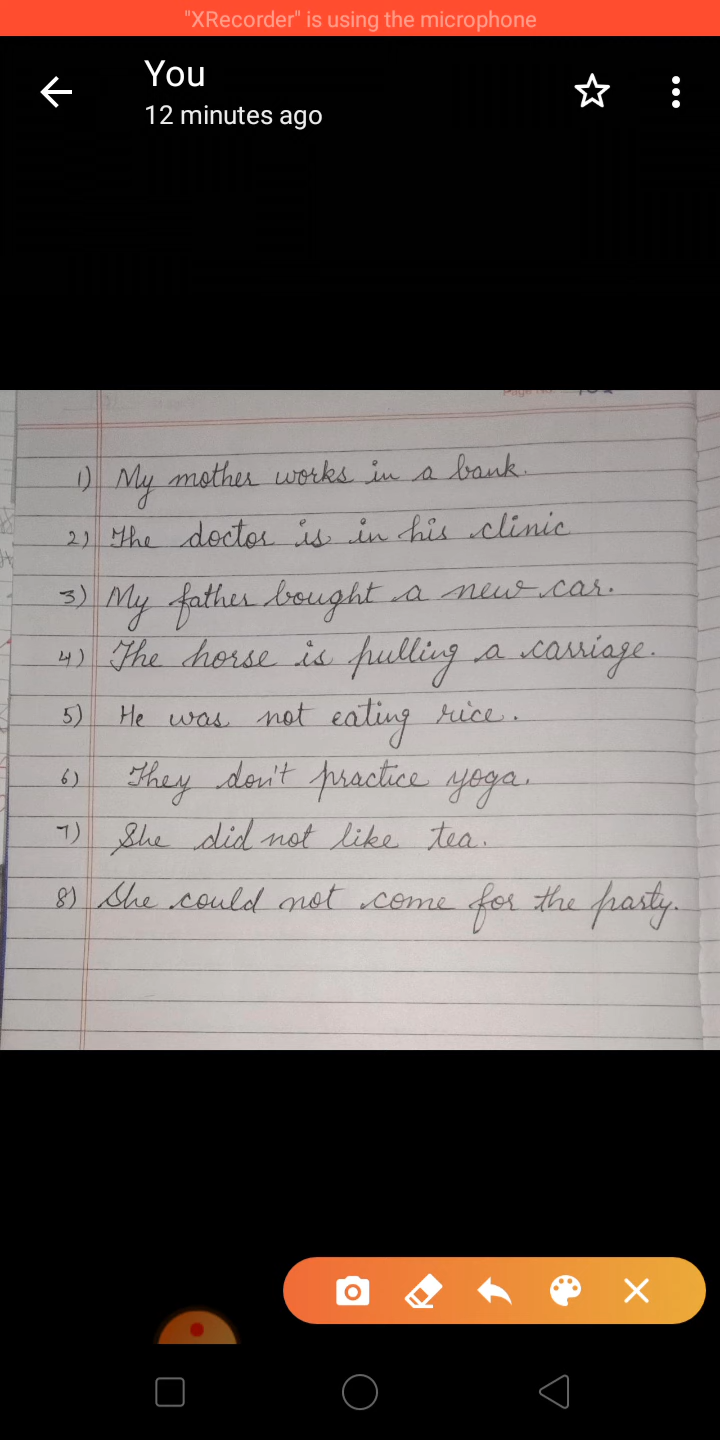 "XRecorder" is using the microphone
You
12 minutes ago
Page No.
1) My mother works in a bank.
2) The doctor is in his clinic
3) My father bought a new car.
4) The horse is pulling a carriage.
5) He was not eating rice.
6) They don't practice yoga.
7) She did not like tea.
8) She could not come for the party.